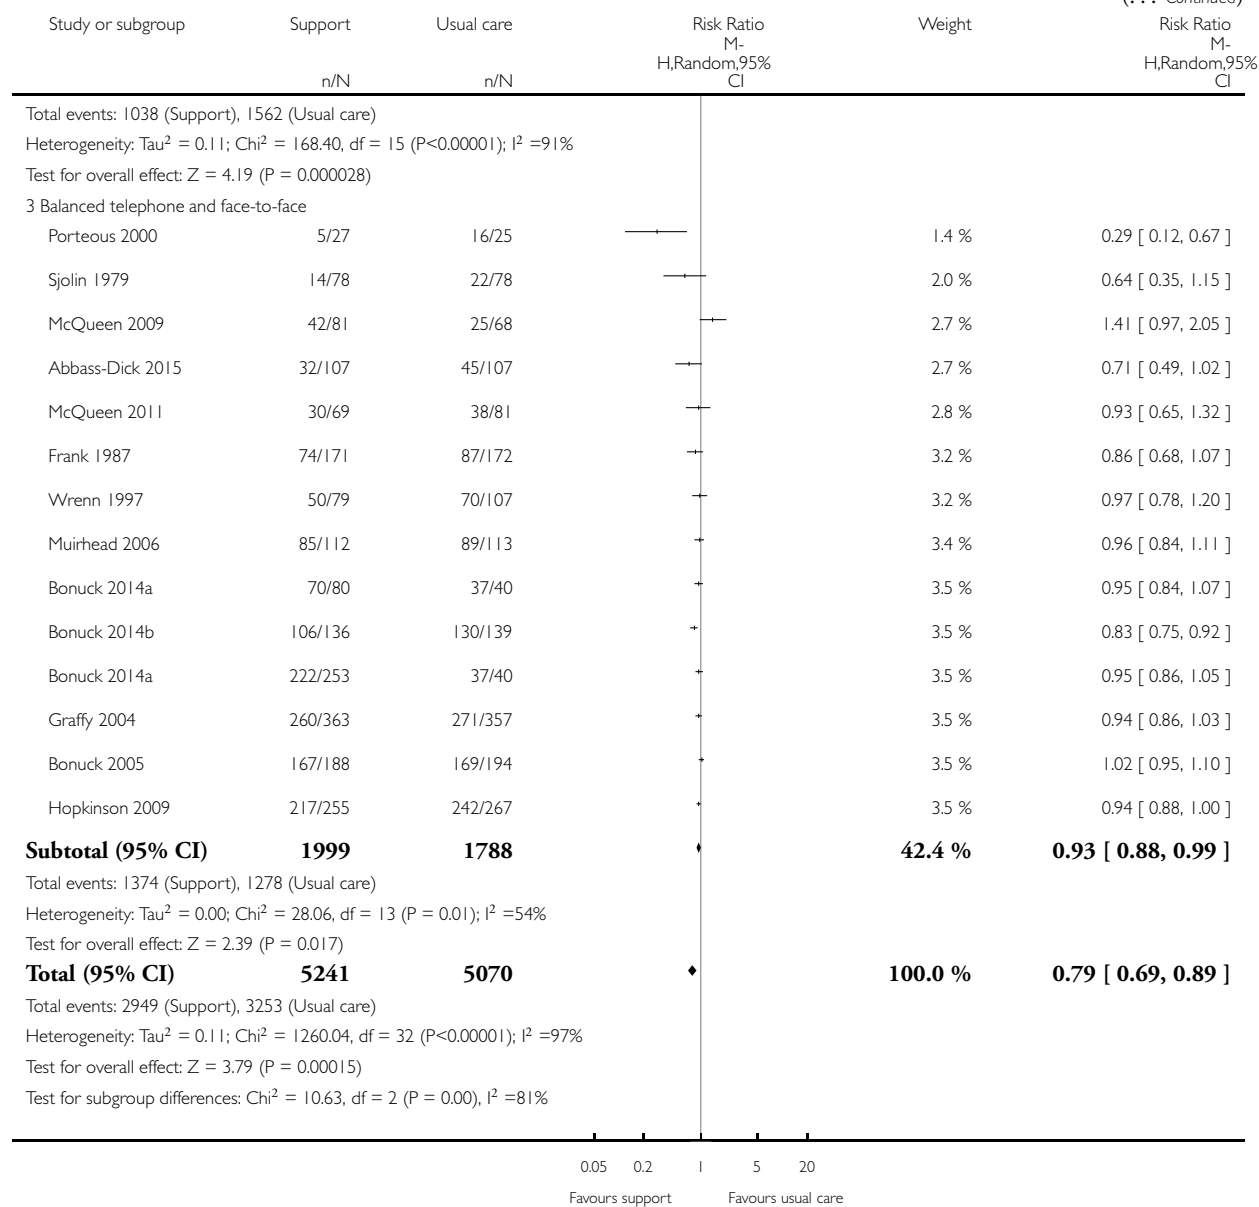 (... Continued)
Study or subgroup Support Usual care Risk Ratio Weight Risk Ratio
M- M-
H,Random,95% H,Random,95%
n/N n/N CI CI
Total events: 1038 (Support), 1562 (Usual care)
Heterogeneity: Tau² = 0.11; Chi² = 168.40, df = 15 (P<0.00001); I² =91%
Test for overall effect: Z = 4.19 (P = 0.000028)
3 Balanced telephone and face-to-face
Porteous 2000 5/27 16/25 1.4 % 0.29 [ 0.12, 0.67 ]
Sjolin 1979 14/78 22/78 2.0 % 0.64 [ 0.35, 1.15 ]
McQueen 2009 42/81 25/68 2.7 % 1.41 [ 0.97, 2.05 ]
Abbass-Dick 2015 32/107 45/107 2.7 % 0.71 [ 0.49, 1.02 ]
McQueen 2011 30/69 38/81 2.8 % 0.93 [ 0.65, 1.32 ]
Frank 1987 74/171 87/172 3.2 % 0.86 [ 0.68, 1.07 ]
Wrenn 1997 50/79 70/107 3.2 % 0.97 [ 0.78, 1.20 ]
Muirhead 2006 85/112 89/113 3.4 % 0.96 [ 0.84, 1.11 ]
Bonuck 2014a 70/80 37/40 3.5 % 0.95 [ 0.84, 1.07 ]
Bonuck 2014b 106/136 130/139 3.5 % 0.83 [ 0.75, 0.92 ]
Bonuck 2014a 222/253 37/40 3.5 % 0.95 [ 0.86, 1.05 ]
Graffy 2004 260/363 271/357 3.5 % 0.94 [ 0.86, 1.03 ]
Bonuck 2005 167/188 169/194 3.5 % 1.02 [ 0.95, 1.10 ]
Hopkinson 2009 217/255 242/267 3.5 % 0.94 [ 0.88, 1.00 ]
Subtotal (95% CI) 1999 1788 42.4 % 0.93 [ 0.88, 0.99 ]
Total events: 1374 (Support), 1278 (Usual care)
Heterogeneity: Tau² = 0.00; Chi² = 28.06, df = 13 (P = 0.01); I² =54%
Test for overall effect: Z = 2.39 (P = 0.017)
Total (95% CI) 5241 5070 100.0 % 0.79 [ 0.69, 0.89 ]
Total events: 2949 (Support), 3253 (Usual care)
Heterogeneity: Tau² = 0.11; Chi² = 1260.04, df = 32 (P<0.00001); I² =97%
Test for overall effect: Z = 3.79 (P = 0.00015)
Test for subgroup differences: Chi² = 10.63, df = 2 (P = 0.00), I² =81%
0.05 0.2 1 5 20
Favours support Favours usual care